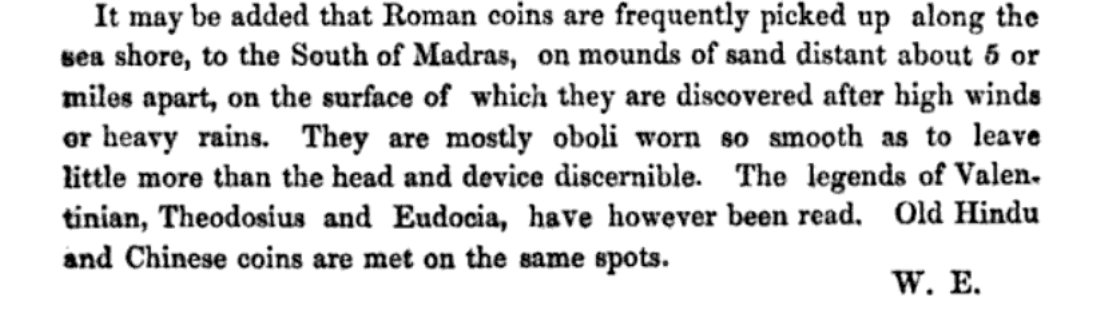 It may be added that Roman coins are frequently picked up along the
sea shore, to the South of Madras, on mounds of sand distant about 5 or
miles apart, on the surface of which they are discovered after high winds
or heavy rains. They are mostly oboli worn so smooth as to leave
little more than the head and device discernible. The legends of Valen-
tinian, Theodosius and Eudocia, have however been read. Old Hindu
and Chinese coins are met on the same spots.
W. E.